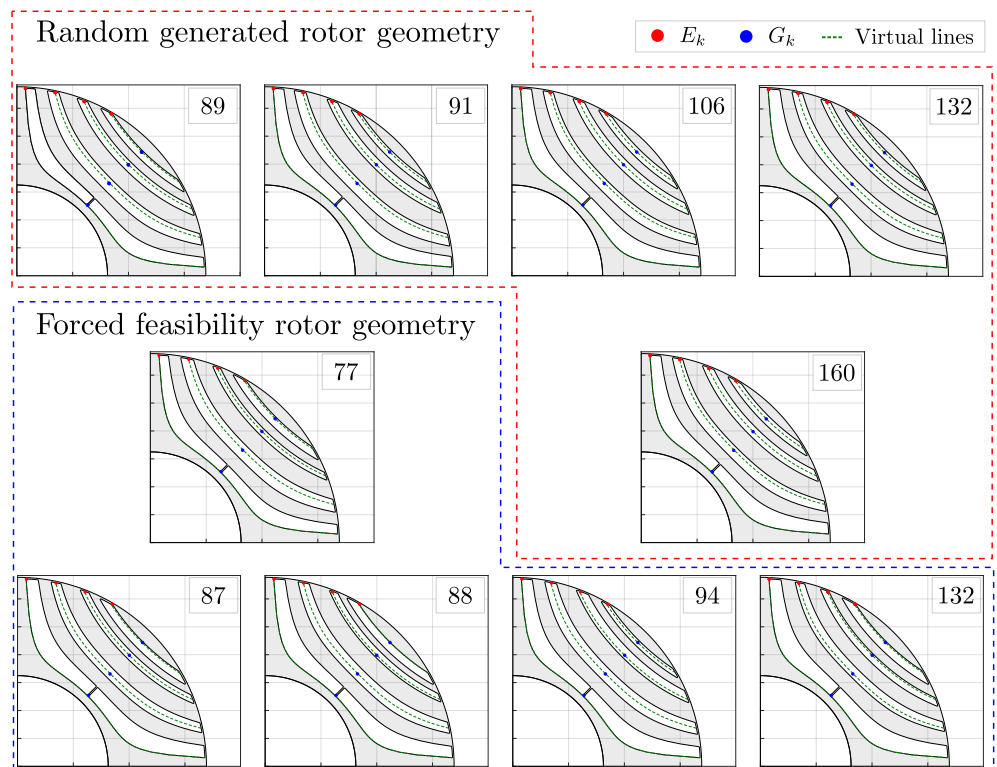 Random generated rotor geometry
E_k G_k Virtual lines
89 91 106 132
Forced feasibility rotor geometry
77 160
87 88 94 132